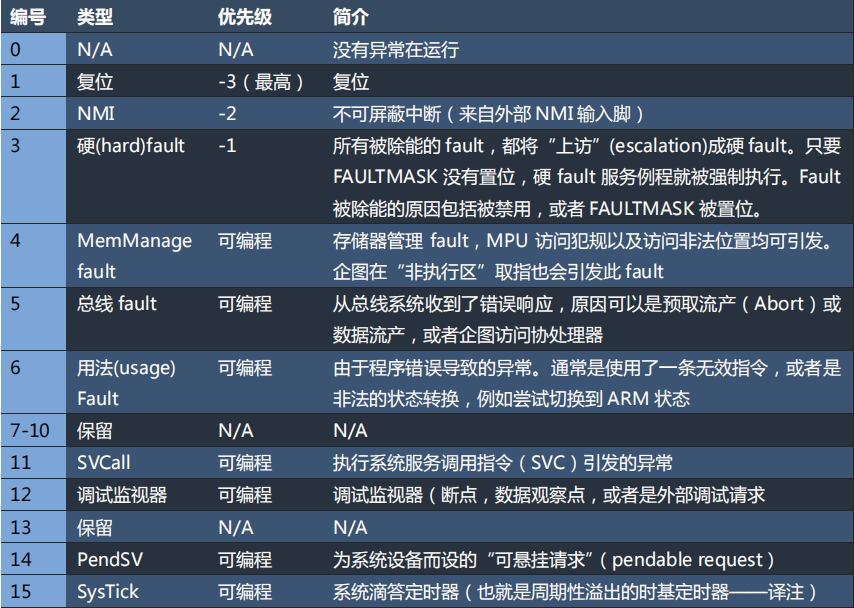 编号 类型 优先级 简介
0 N/A N/A 没有异常在运行
1 复位 -3（最高） 复位
2 NMI -2 不可屏蔽中断（来自外部 NMI 输入脚）
3 硬(hard)fault -1 所有被除能的 fault，都将“上访”(escalation)成硬 fault。只要
FAULTMASK 没有置位，硬 fault 服务例程就被强制执行。Fault
被除能的原因包括被禁用，或者 FAULTMASK 被置位。
4 MemManage 可编程 存储器管理 fault，MPU 访问犯规以及访问非法位置均可引发。
fault 企图在“非执行区”取指也会引发此 fault
5 总线 fault 可编程 从总线系统收到了错误响应，原因可以是预取流产（Abort）或
数据流产，或者企图访问协处理器
6 用法(usage) 可编程 由于程序错误导致的异常。通常是使用了一条无效指令，或者是
Fault 非法的状态转换，例如尝试切换到 ARM 状态
7-10 保留 N/A N/A
11 SVCall 可编程 执行系统服务调用指令（SVC）引发的异常
12 调试监视器 可编程 调试监视器（断点，数据观察点，或者是外部调试请求
13 保留 N/A N/A
14 PendSV 可编程 为系统设备而设的“可悬挂请求”（pendable request）
15 SysTick 可编程 系统滴答定时器（也就是周期性溢出的时基定时器——译注）